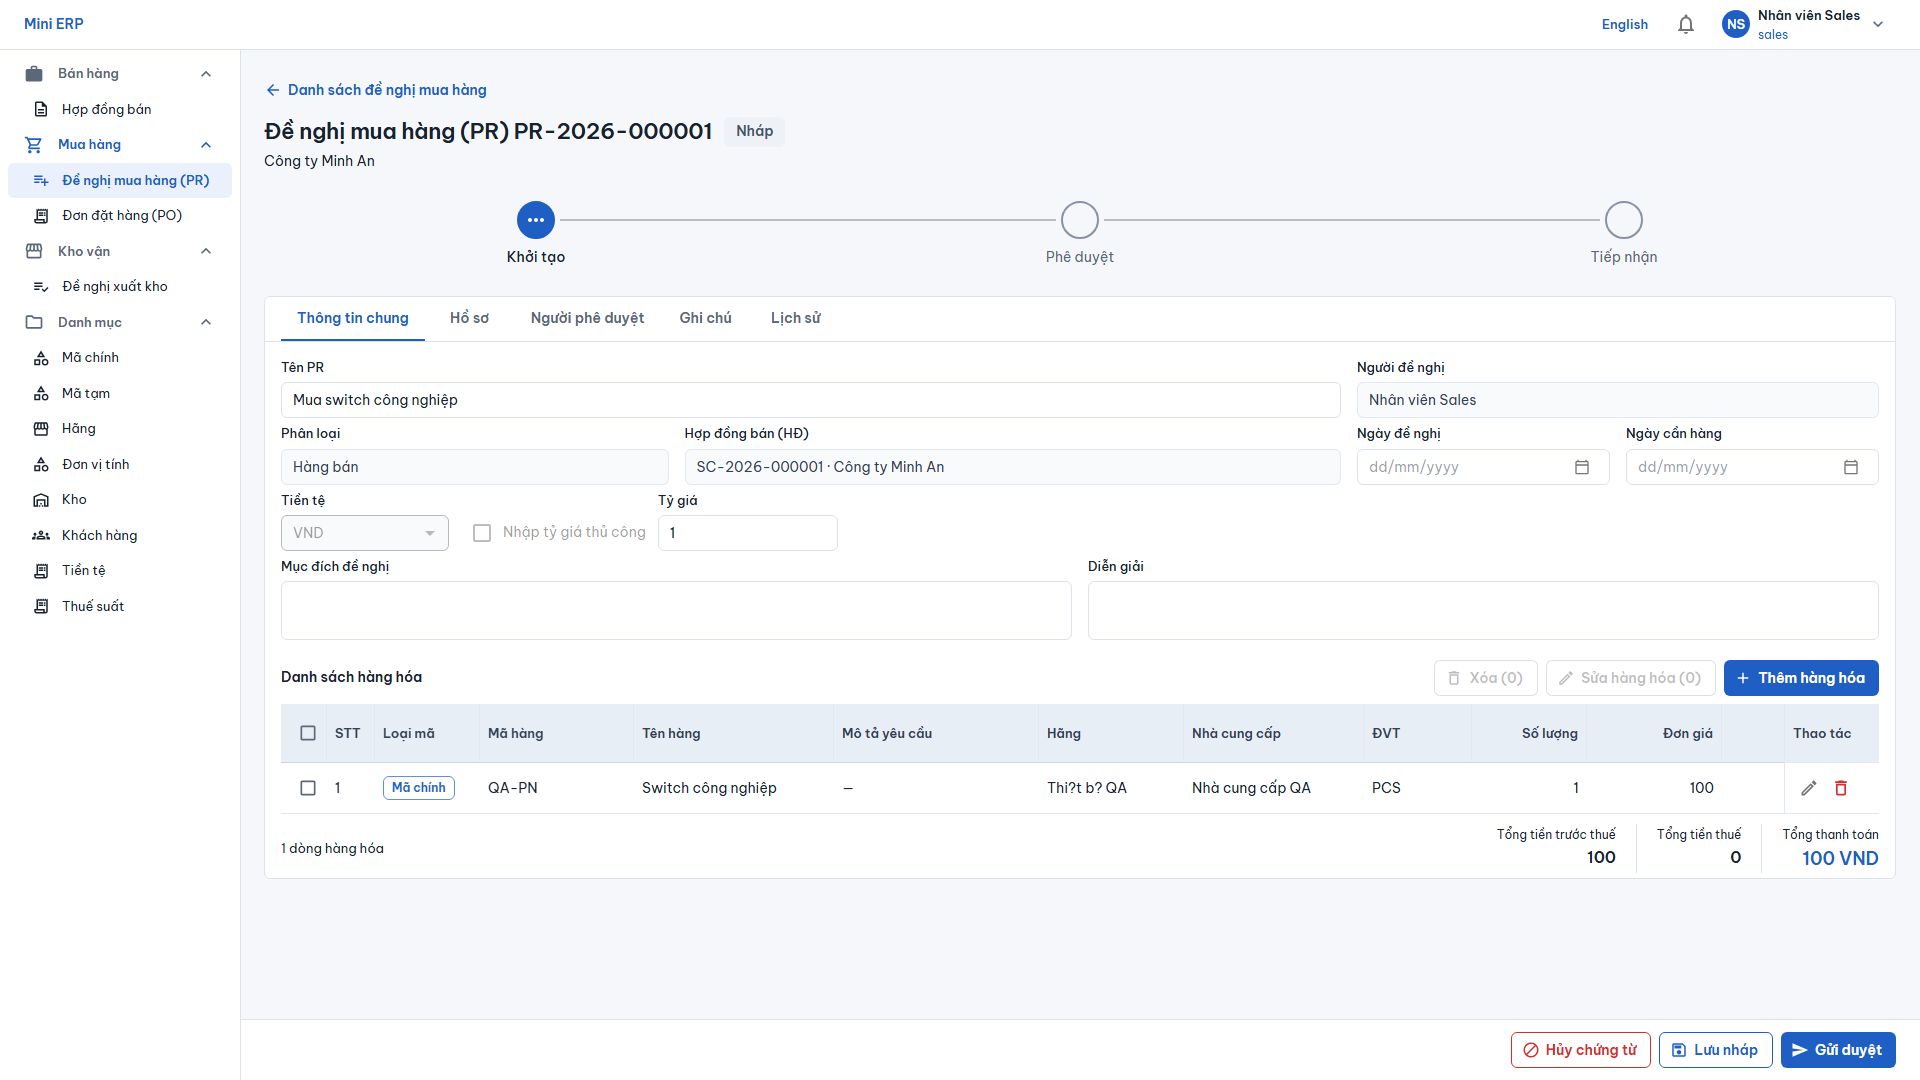 Mini ERP
English
NS
Nhân viên Sales
sales
Bán hàng
Hợp đồng bán
Mua hàng
Đề nghị mua hàng (PR)
Đơn đặt hàng (PO)
Kho vận
Đề nghị xuất kho
Danh mục
Mã chính
Mã tạm
Hãng
Đơn vị tính
Kho
Khách hàng
Tiền tệ
Thuế suất
Danh sách đề nghị mua hàng
Đề nghị mua hàng (PR) PR-2026-000001 Nháp
Công ty Minh An
Khởi tạo Phê duyệt Tiếp nhận
Thông tin chung Hồ sơ Người phê duyệt Ghi chú Lịch sử
Tên PR Người đề nghị
Mua switch công nghiệp Nhân viên Sales
Phân loại Hợp đồng bán (HĐ) Ngày đề nghị Ngày cần hàng
Hàng bán SC-2026-000001 · Công ty Minh An dd/mm/yyyy dd/mm/yyyy
Tiền tệ Tỷ giá
VND Nhập tỷ giá thủ công 1
Mục đích đề nghị Diễn giải
Danh sách hàng hóa Xóa (0) Sửa hàng hóa (0) Thêm hàng hóa
STT Loại mã Mã hàng Tên hàng Mô tả yêu cầu Hãng Nhà cung cấp ĐVT Số lượng Đơn giá Thao tác
1 Mã chính QA-PN Switch công nghiệp — Thi?t b? QA Nhà cung cấp QA PCS 1 100
1 dòng hàng hóa
Tổng tiền trước thuế Tổng tiền thuế Tổng thanh toán
100 0 100 VND
Hủy chứng từ Lưu nháp Gửi duyệt